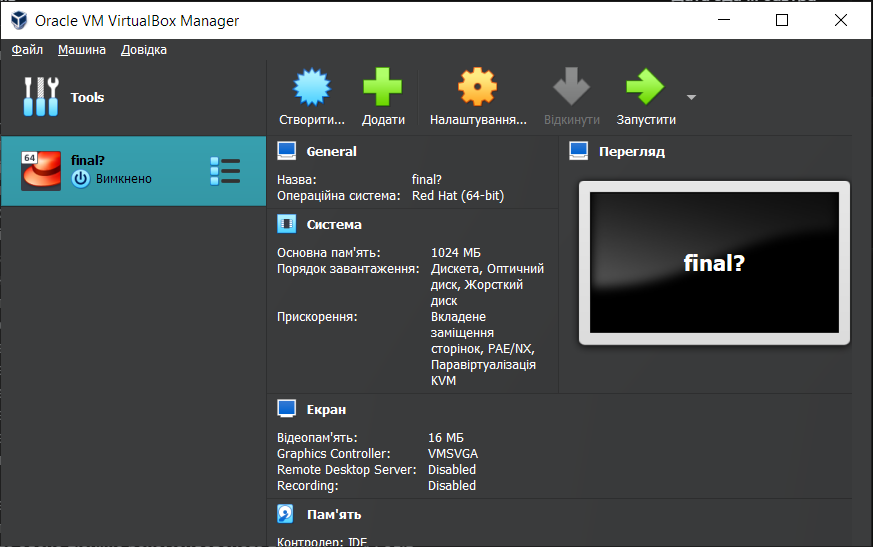 Oracle VM VirtualBox Manager
Файл Машина Довідка
Tools
Створити... Додати Налаштування... Відкинути Запустити
64
final?
Вимкнено
General
Назва: final?
Операційна система: Red Hat (64-bit)
Система
Основна пам'ять: 1024 МБ
Порядок завантаження: Дискета, Оптичний
диск, Жорсткий
диск
Прискорення: Вкладене
заміщення
сторінок, PAE/NX,
Паравіртуалізація
KVM
Екран
Відеопам'ять: 16 МБ
Graphics Controller: VMSVGA
Remote Desktop Server: Disabled
Recording: Disabled
Пам'ять
Контролер: IDE
Перегляд
final?